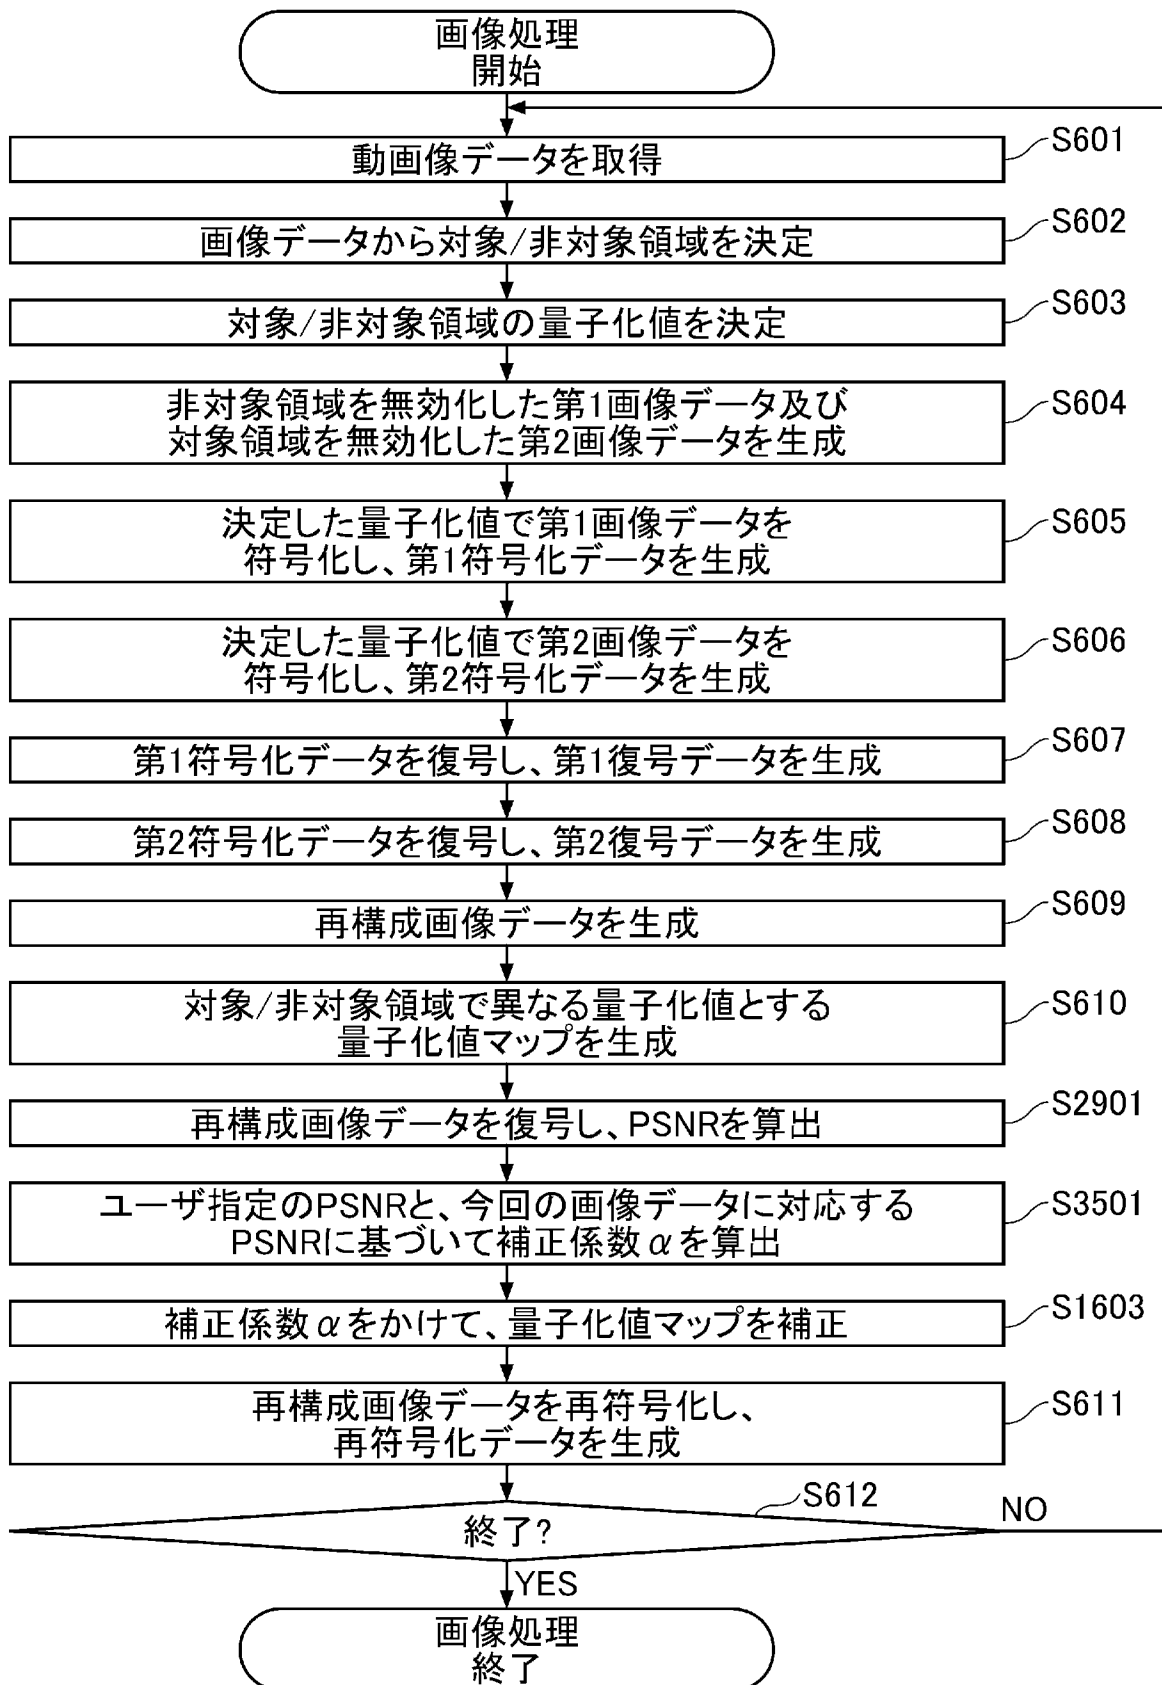 画像処理
開始
動画像データを取得
S601
画像データから対象/非対象領域を決定
S602
対象/非対象領域の量子化値を決定
S603
非対象領域を無効化した第1画像データ及び
対象領域を無効化した第2画像データを生成
S604
決定した量子化値で第1画像データを
符号化し、第1符号化データを生成
S605
決定した量子化値で第2画像データを
符号化し、第2符号化データを生成
S606
第1符号化データを復号し、第1復号データを生成
S607
第2符号化データを復号し、第2復号データを生成
S608
再構成画像データを生成
S609
対象/非対象領域で異なる量子化値とする
量子化値マップを生成
S610
再構成画像データを復号し、PSNRを算出
S2901
ユーザ指定のPSNRと、今回の画像データに対応する
PSNRに基づいて補正係数αを算出
S3501
補正係数αをかけて、量子化値マップを補正
S1603
再構成画像データを再符号化し、
再符号化データを生成
S611
S612
終了?
NO
YES
画像処理
終了